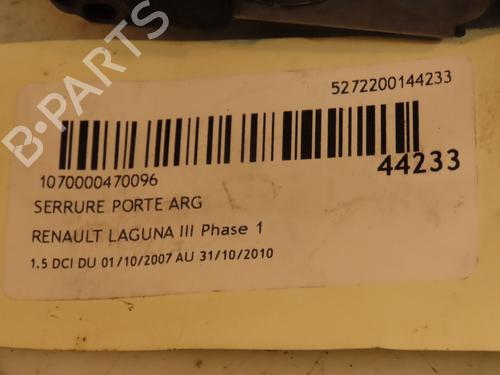 5272200144233
1070000470096
44233
SERRURE PORTE ARG
RENAULT LAGUNA III Phase 1
1.5 DCI DU 01/10/2007 AU 31/10/2010
B-PARTS